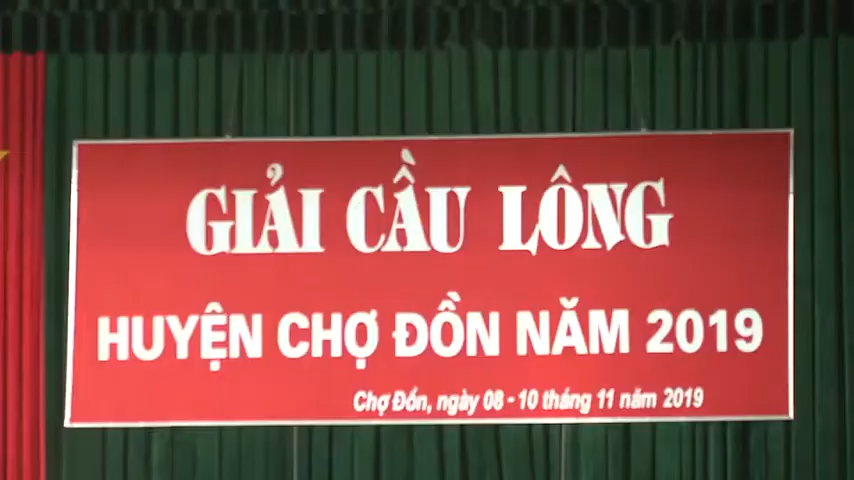 GIẢI CẦU LÔNG
HUYỆN CHỢ ĐỒN NĂM 2019
Chợ Đồn, ngày 08 - 10 tháng 11 năm 2019